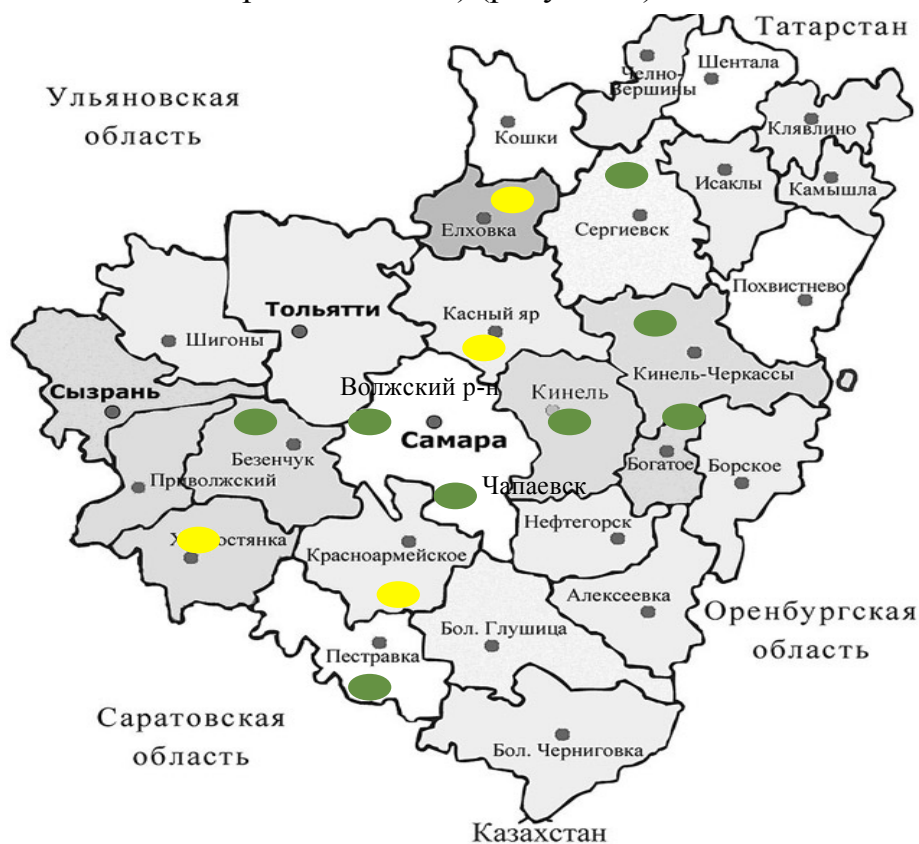 Татарстан
Ульяновская
область
Челно-
Вершины
Шентала
Кошки
Клявлино
Исаклы
Камышла
Елховка
Сергиевск
Похвистнево
Тольятти
Касный яр
Шигоны
Кинель-Черкассы
Волжский р-н
Кинель
Сызрань
Самара
Безенчук
Богатое
Борское
Приволжский
Чапаевск
Нефтегорск
Красноармейское
Алексеевка
Оренбургская
область
Бол. Глушица
Пестравка
Саратовская
область
Бол. Черниговка
Казахстан